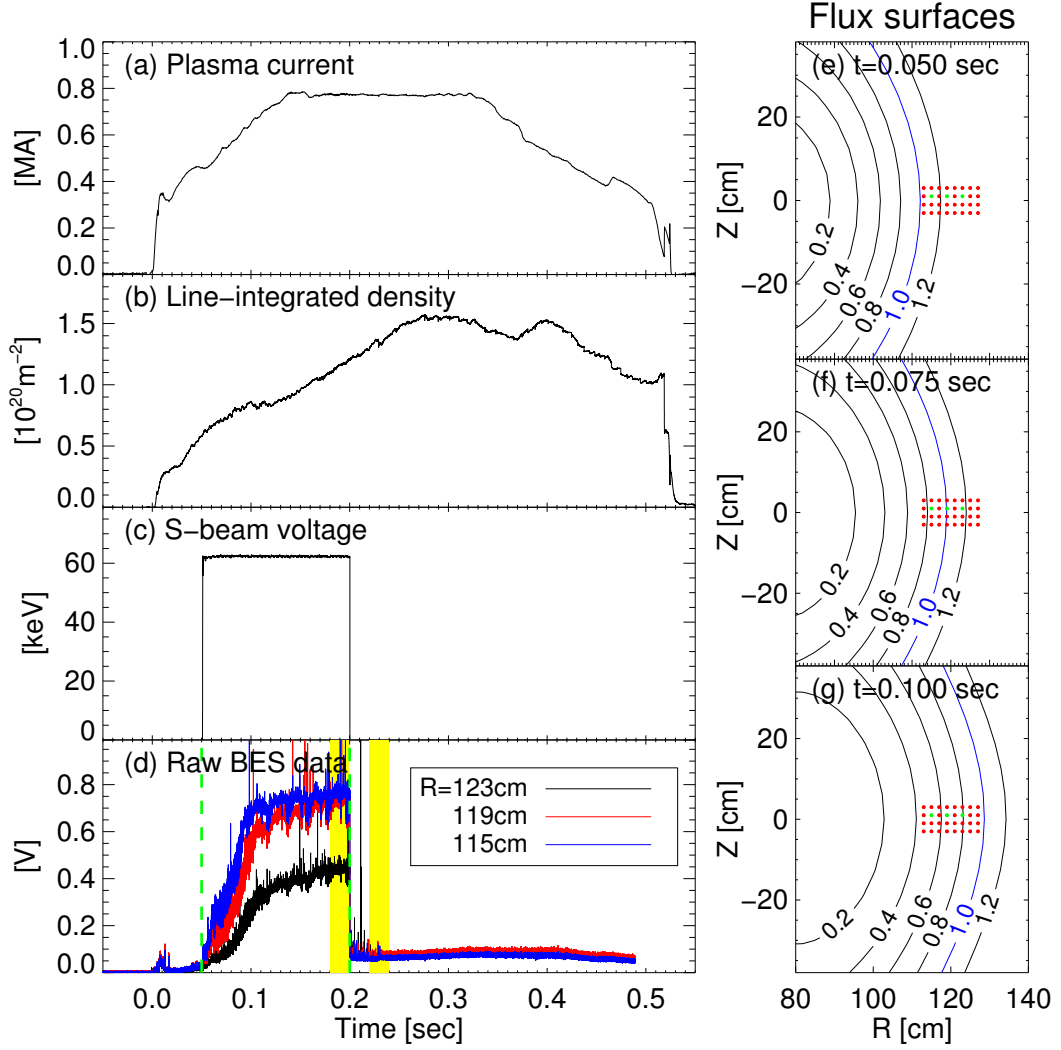 Flux surfaces
(a) Plasma current
1.0
0.8
0.6
0.4
0.2
0.0
[MA]
(b) Line−integrated density
1.5
1.0
0.5
0.0
[10²⁰m⁻²]
(c) S−beam voltage
60
40
20
0
[keV]
(d) Raw BES data
0.8
0.6
0.4
0.2
0.0
[V]
R=123cm
119cm
115cm
0.0 0.1 0.2 0.3 0.4 0.5
Time [sec]
(e) t=0.050 sec
20
0
−20
Z [cm]
0.2 0.4 0.6 0.8 1.0 1.2
(f) t=0.075 sec
20
0
−20
Z [cm]
0.2 0.4 0.6 0.8 1.0 1.2
(g) t=0.100 sec
20
0
−20
Z [cm]
0.2 0.4 0.6 0.8 1.0 1.2
80 100 120 140
R [cm]